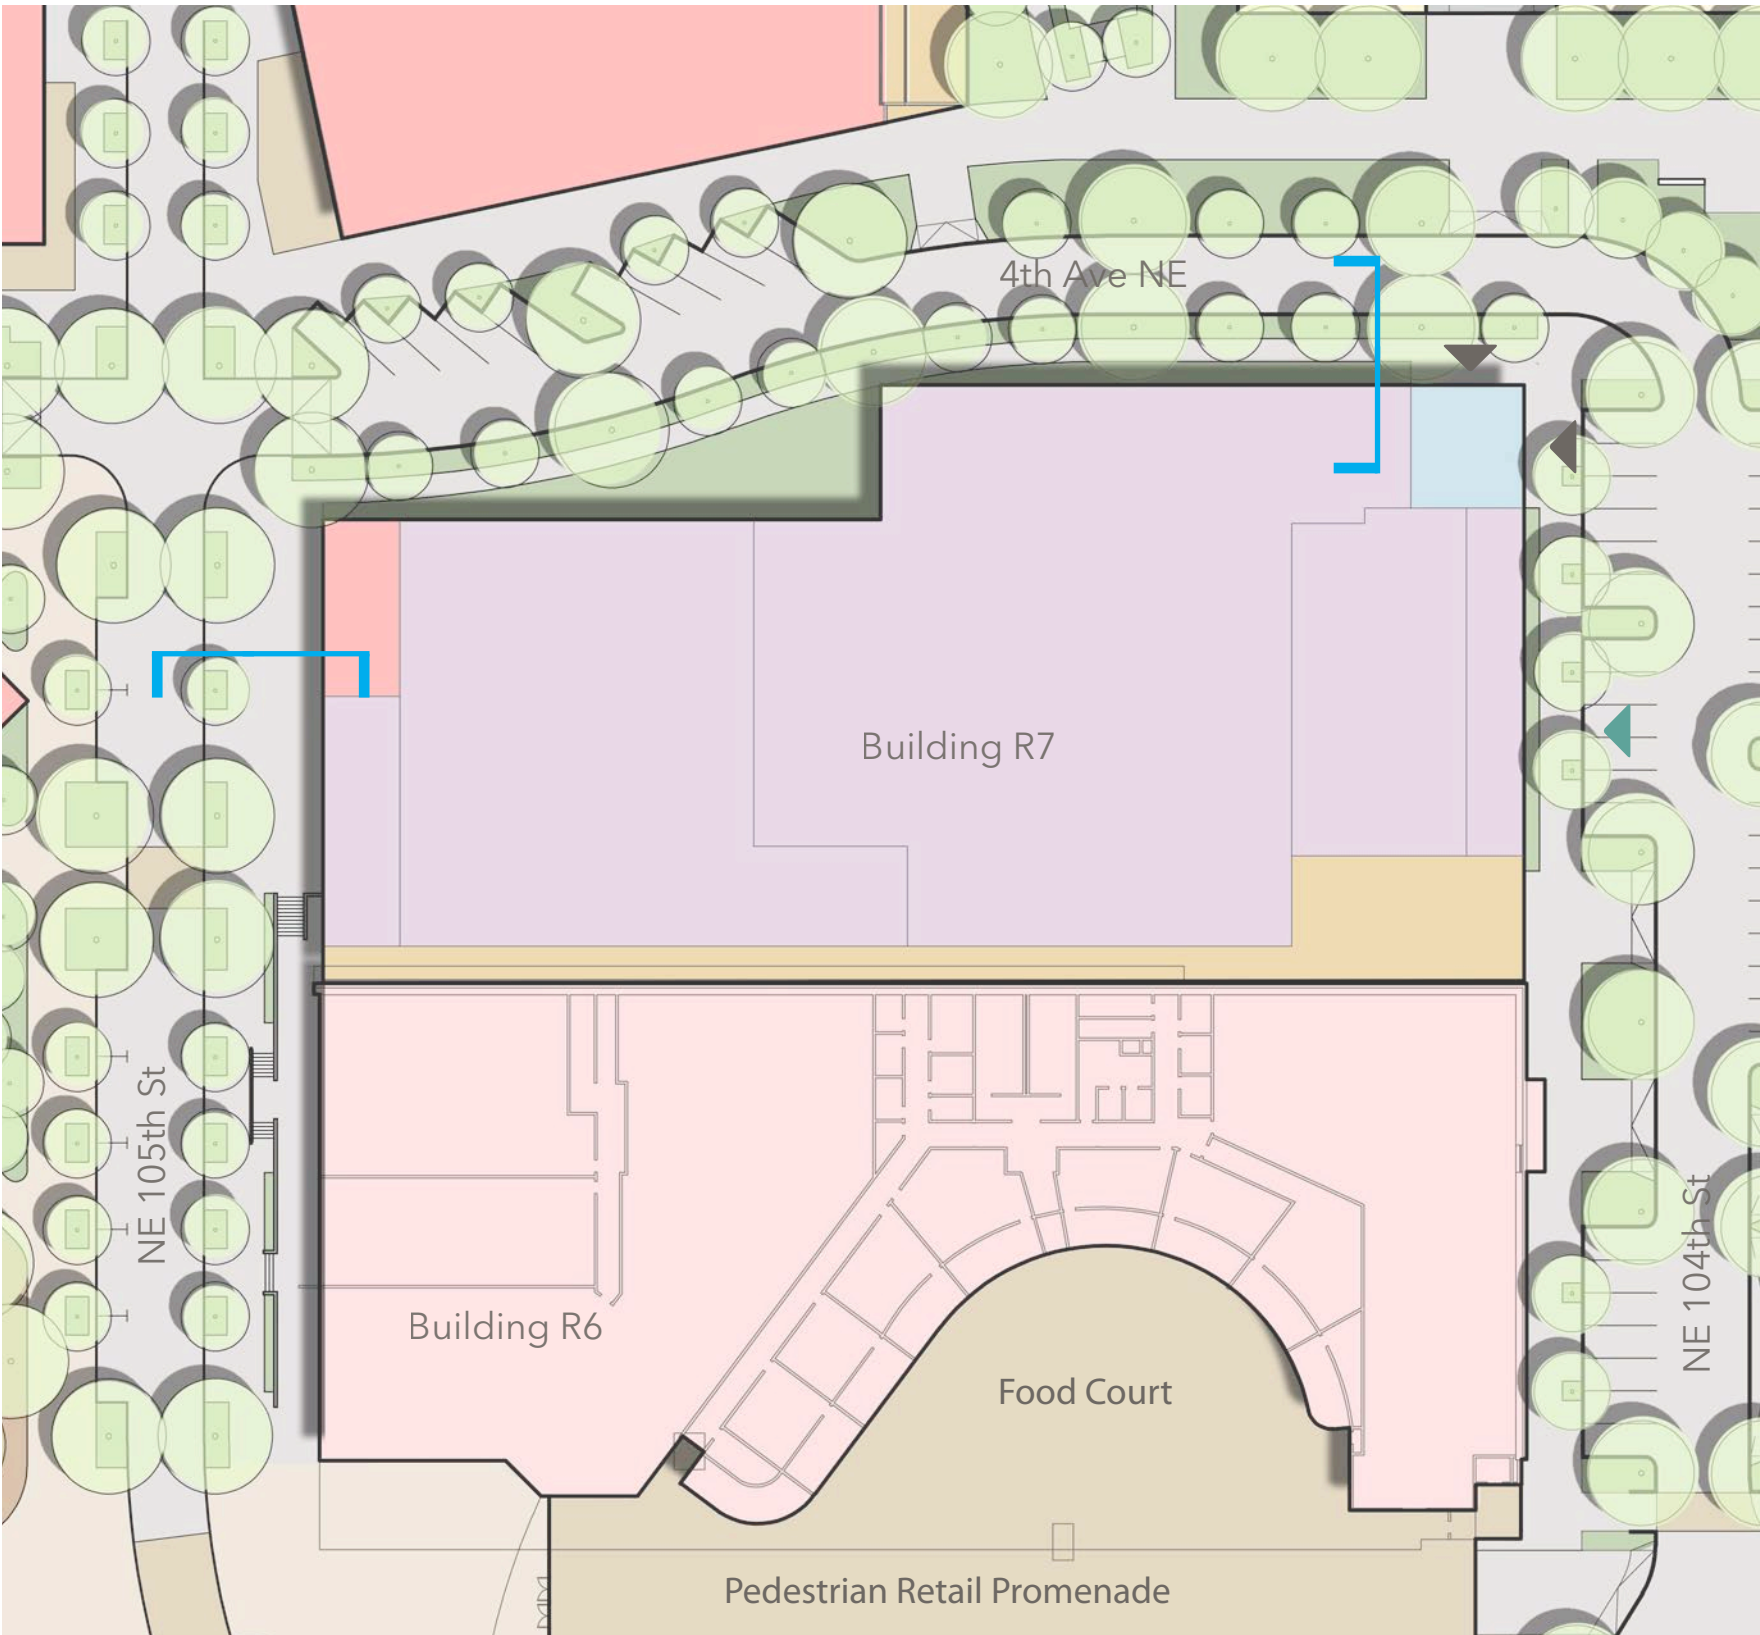 4th Ave NE
Building R7
NE 105th St
Building R6
NE 104th St
Food Court
Pedestrian Retail Promenade